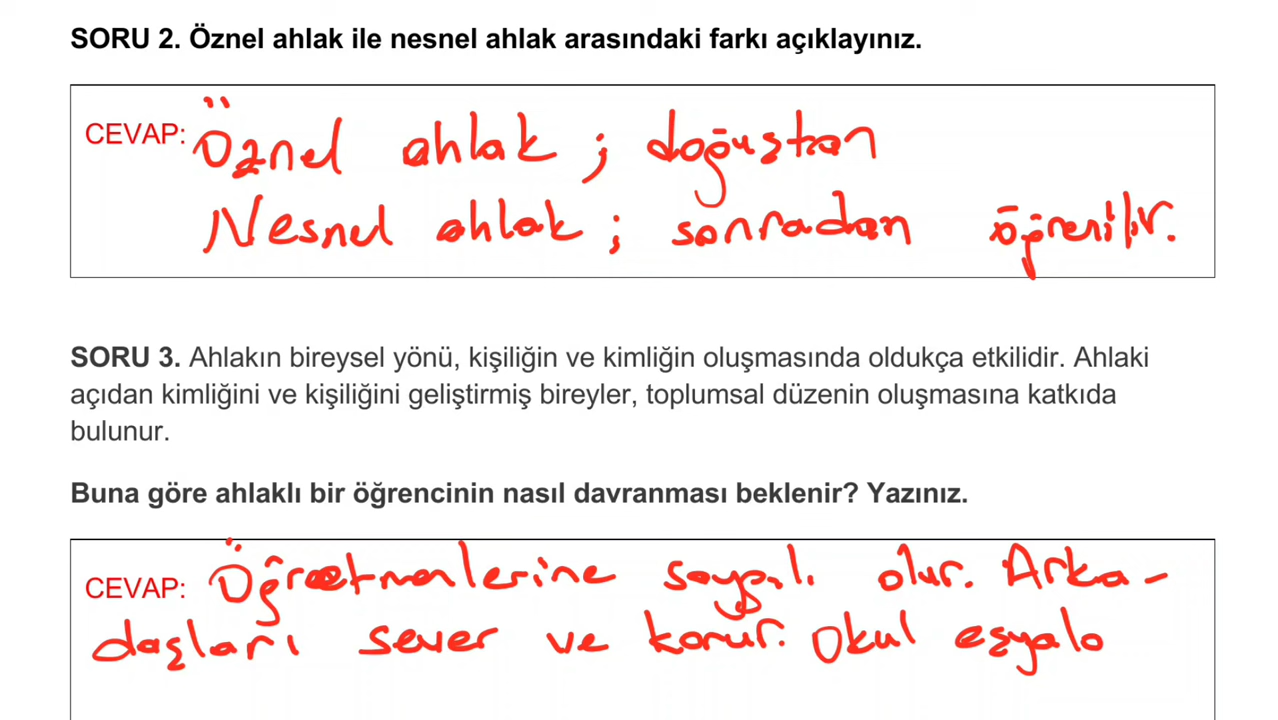 SORU 2. Öznel ahlak ile nesnel ahlak arasındaki farkı açıklayınız.
CEVAP: Öznel ahlak ; doğuştan
Nesnel ahlak ; sonradan öğrenilir.
SORU 3. Ahlakın bireysel yönü, kişiliğin ve kimliğin oluşmasında oldukça etkilidir. Ahlaki
açıdan kimliğini ve kişiliğini geliştirmiş bireyler, toplumsal düzenin oluşmasına katkıda
bulunur.
Buna göre ahlaklı bir öğrencinin nasıl davranması beklenir? Yazınız.
CEVAP: Öğretmenlerine saygılı olur. Arka-
daşları sever ve korur. Okul eşyala